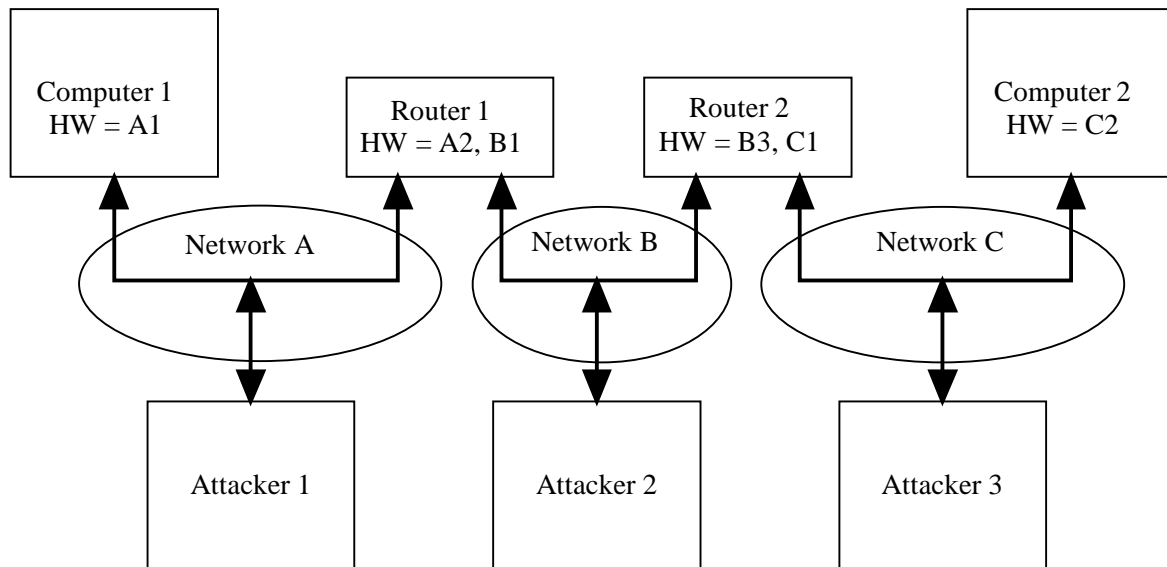 Computer 1
HW = A1
Router 1
HW = A2, B1
Router 2
HW = B3, C1
Computer 2
HW = C2
Network A
Network B
Network C
Attacker 1
Attacker 2
Attacker 3